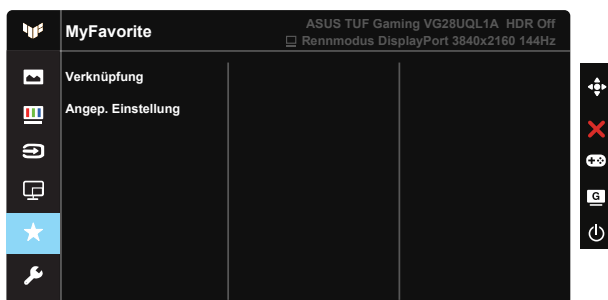 MyFavorite
ASUS TUF Gaming VG28UQL1A HDR Off
Rennmodus DisplayPort 3840x2160 144Hz
Verknüpfung
Angep. Einstellung
G